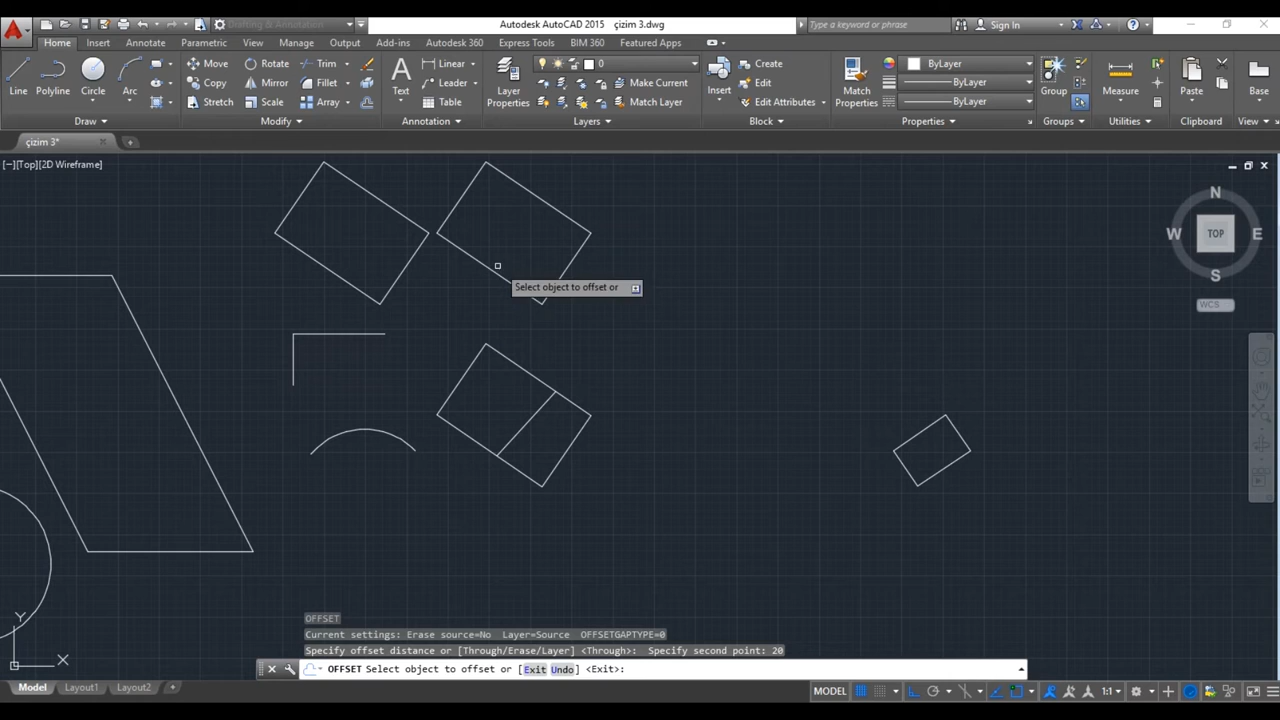 Drafting & Annotation
Autodesk AutoCAD 2015 çizim 3.dwg
Type a keyword or phrase
Sign In
Home Insert Annotate Parametric View Manage Output Add-ins Autodesk 360 Express Tools BIM 360 Featured Apps
Line Polyline Circle Arc
Move Rotate Trim
Copy Mirror Fillet
Stretch Scale Array
Text
Linear
Leader
Table
Layer Properties
0
Make Current
Match Layer
Insert
Create
Edit
Edit Attributes
Match Properties
ByLayer
ByLayer
ByLayer
Group
Measure
Paste
Base
Draw Modify Annotation Layers Block Properties Groups Utilities Clipboard View
çizim 3*
[−][Top][2D Wireframe]
N
W TOP E
S
WCS
Select object to offset or
Y
X
OFFSET
Current settings: Erase source=No Layer=Source OFFSETGAPTYPE=0
Specify offset distance or [Through/Erase/Layer] <Through>: Specify second point: 20
OFFSET Select object to offset or [Exit Undo] <Exit>:
Model Layout1 Layout2
MODEL
1:1